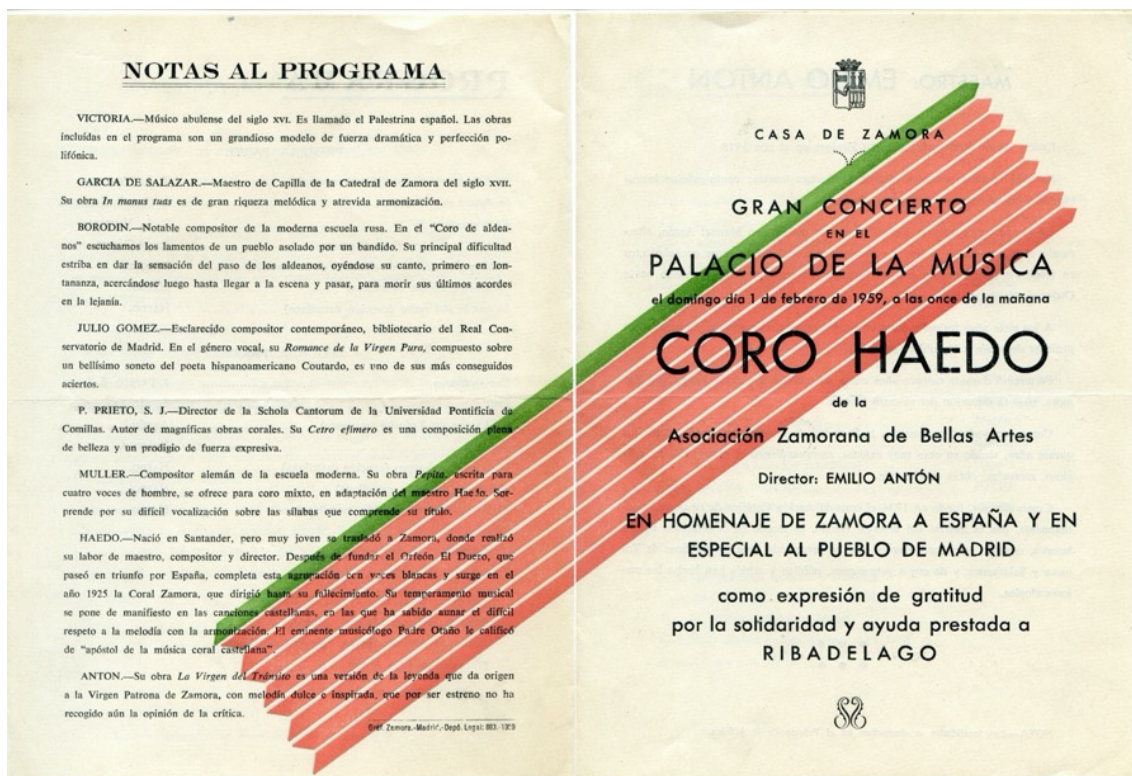 NOTAS AL PROGRAMA
VICTORIA.—Músico abulense del siglo XVI. Es llamado el Palestrina español. Las obras
incluídas en el programa son un grandioso modelo de fuerza dramática y perfección po-
lifónica.
GARCIA DE SALAZAR.—Maestro de Capilla de la Catedral de Zamora del siglo XVII.
Su obra In manus tuas es de gran riqueza melódica y atrevida armonización.
BORODIN.—Notable compositor de la moderna escuela rusa. En el "Coro de aldea-
nos" escuchamos los lamentos de un pueblo asolado por un bandido. Su principal dificultad
estriba en dar la sensación del paso de los aldeanos, oyéndose su canto, primero en lon-
tananza, acercándose luego hasta llegar a la escena y pasar, para morir sus últimos acordes
en la lejanía.
JULIO GOMEZ.—Esclarecido compositor contemporáneo, bibliotecario del Real Con-
servatorio de Madrid. En el género vocal, su Romance de la Virgen Pura, compuesto sobre
un bellísimo soneto del poeta hispanoamericano Coutardo, es uno de sus más conseguidos
aciertos.
P. PRIETO, S. J.—Director de la Schola Cantorum de la Universidad Pontificia de
Comillas. Autor de magníficas obras corales. Su Cetro efímero es una composición plena
de belleza y un prodigio de fuerza expresiva.
MULLER.—Compositor alemán de la escuela moderna. Su obra Pepita, escrita para
cuatro voces de hombre, se ofrece para coro mixto, en adaptación del maestro Haedo. Sor-
prende por su difícil vocalización sobre las sílabas que comprende su título.
HAEDO.—Nació en Santander, pero muy joven se trasladó a Zamora, donde realizó
su labor de maestro, compositor y director. Después de fundar el Orfeón El Duero, que
paseó en triunfo por España, completa esta agrupación con voces blancas y surge en el
año 1925 la Coral Zamora, que dirigió hasta su fallecimiento. Su temperamento musical
se pone de manifiesto en las canciones castellanas, en las que ha sabido aunar el difícil
respeto a la melodía con la armonización. El eminente musicólogo Padre Otaño le calificó
de "apóstol de la música coral castellana".
ANTON.—Su obra La Virgen del Tránsito es una versión de la leyenda que da origen
a la Virgen Patrona de Zamora, con melodía dulce e inspirada, que por ser estreno no ha
recogido aún la opinión de la crítica.
Gráf. Zamora.-Madrid.-Depó. Legal:
CASA DE ZAMORA
GRAN CONCIERTO
EN EL
PALACIO DE LA MÚSICA
el domingo día 1 de febrero de 1959, a las once de la mañana
CORO HAEDO
de la
Asociación Zamorana de Bellas Artes
Director: EMILIO ANTÓN
EN HOMENAJE DE ZAMORA A ESPAÑA Y EN
ESPECIAL AL PUEBLO DE MADRID
como expresión de gratitud
por la solidaridad y ayuda prestada a
RIBADELAGO